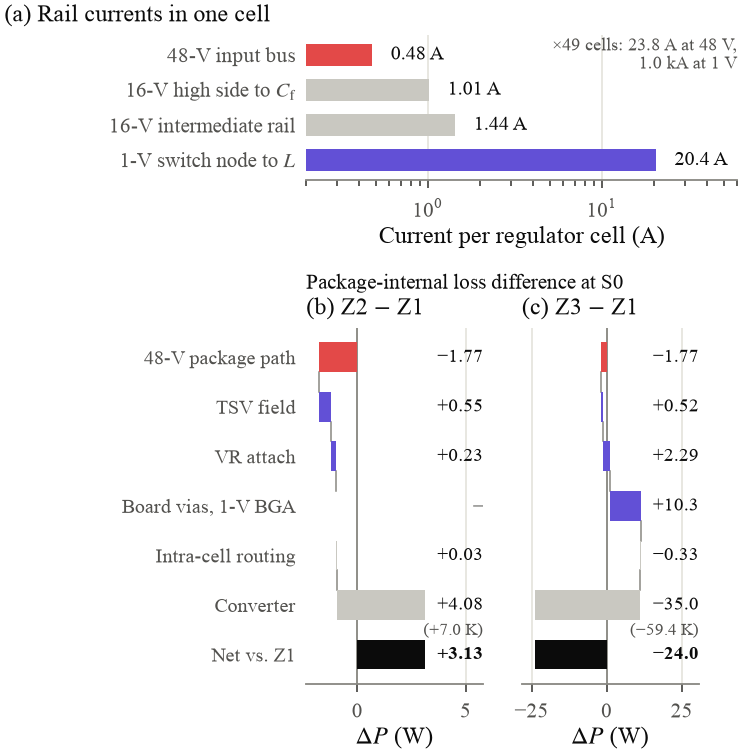 (a) Rail currents in one cell
48-V input bus
0.48 A
×49 cells: 23.8 A at 48 V,
1.0 kA at 1 V
16-V high side to Cf
1.01 A
16-V intermediate rail
1.44 A
1-V switch node to L
20.4 A
10⁰ 10¹
Current per regulator cell (A)
Package-internal loss difference at S0
(b) Z2 − Z1 (c) Z3 − Z1
48-V package path −1.77 −1.77
TSV field +0.55 +0.52
VR attach +0.23 +2.29
Board vias, 1-V BGA – +10.3
Intra-cell routing +0.03 −0.33
Converter +4.08 −35.0
(+7.0 K) (−59.4 K)
Net vs. Z1 +3.13 −24.0
0 5 −25 0 25
ΔP (W) ΔP (W)